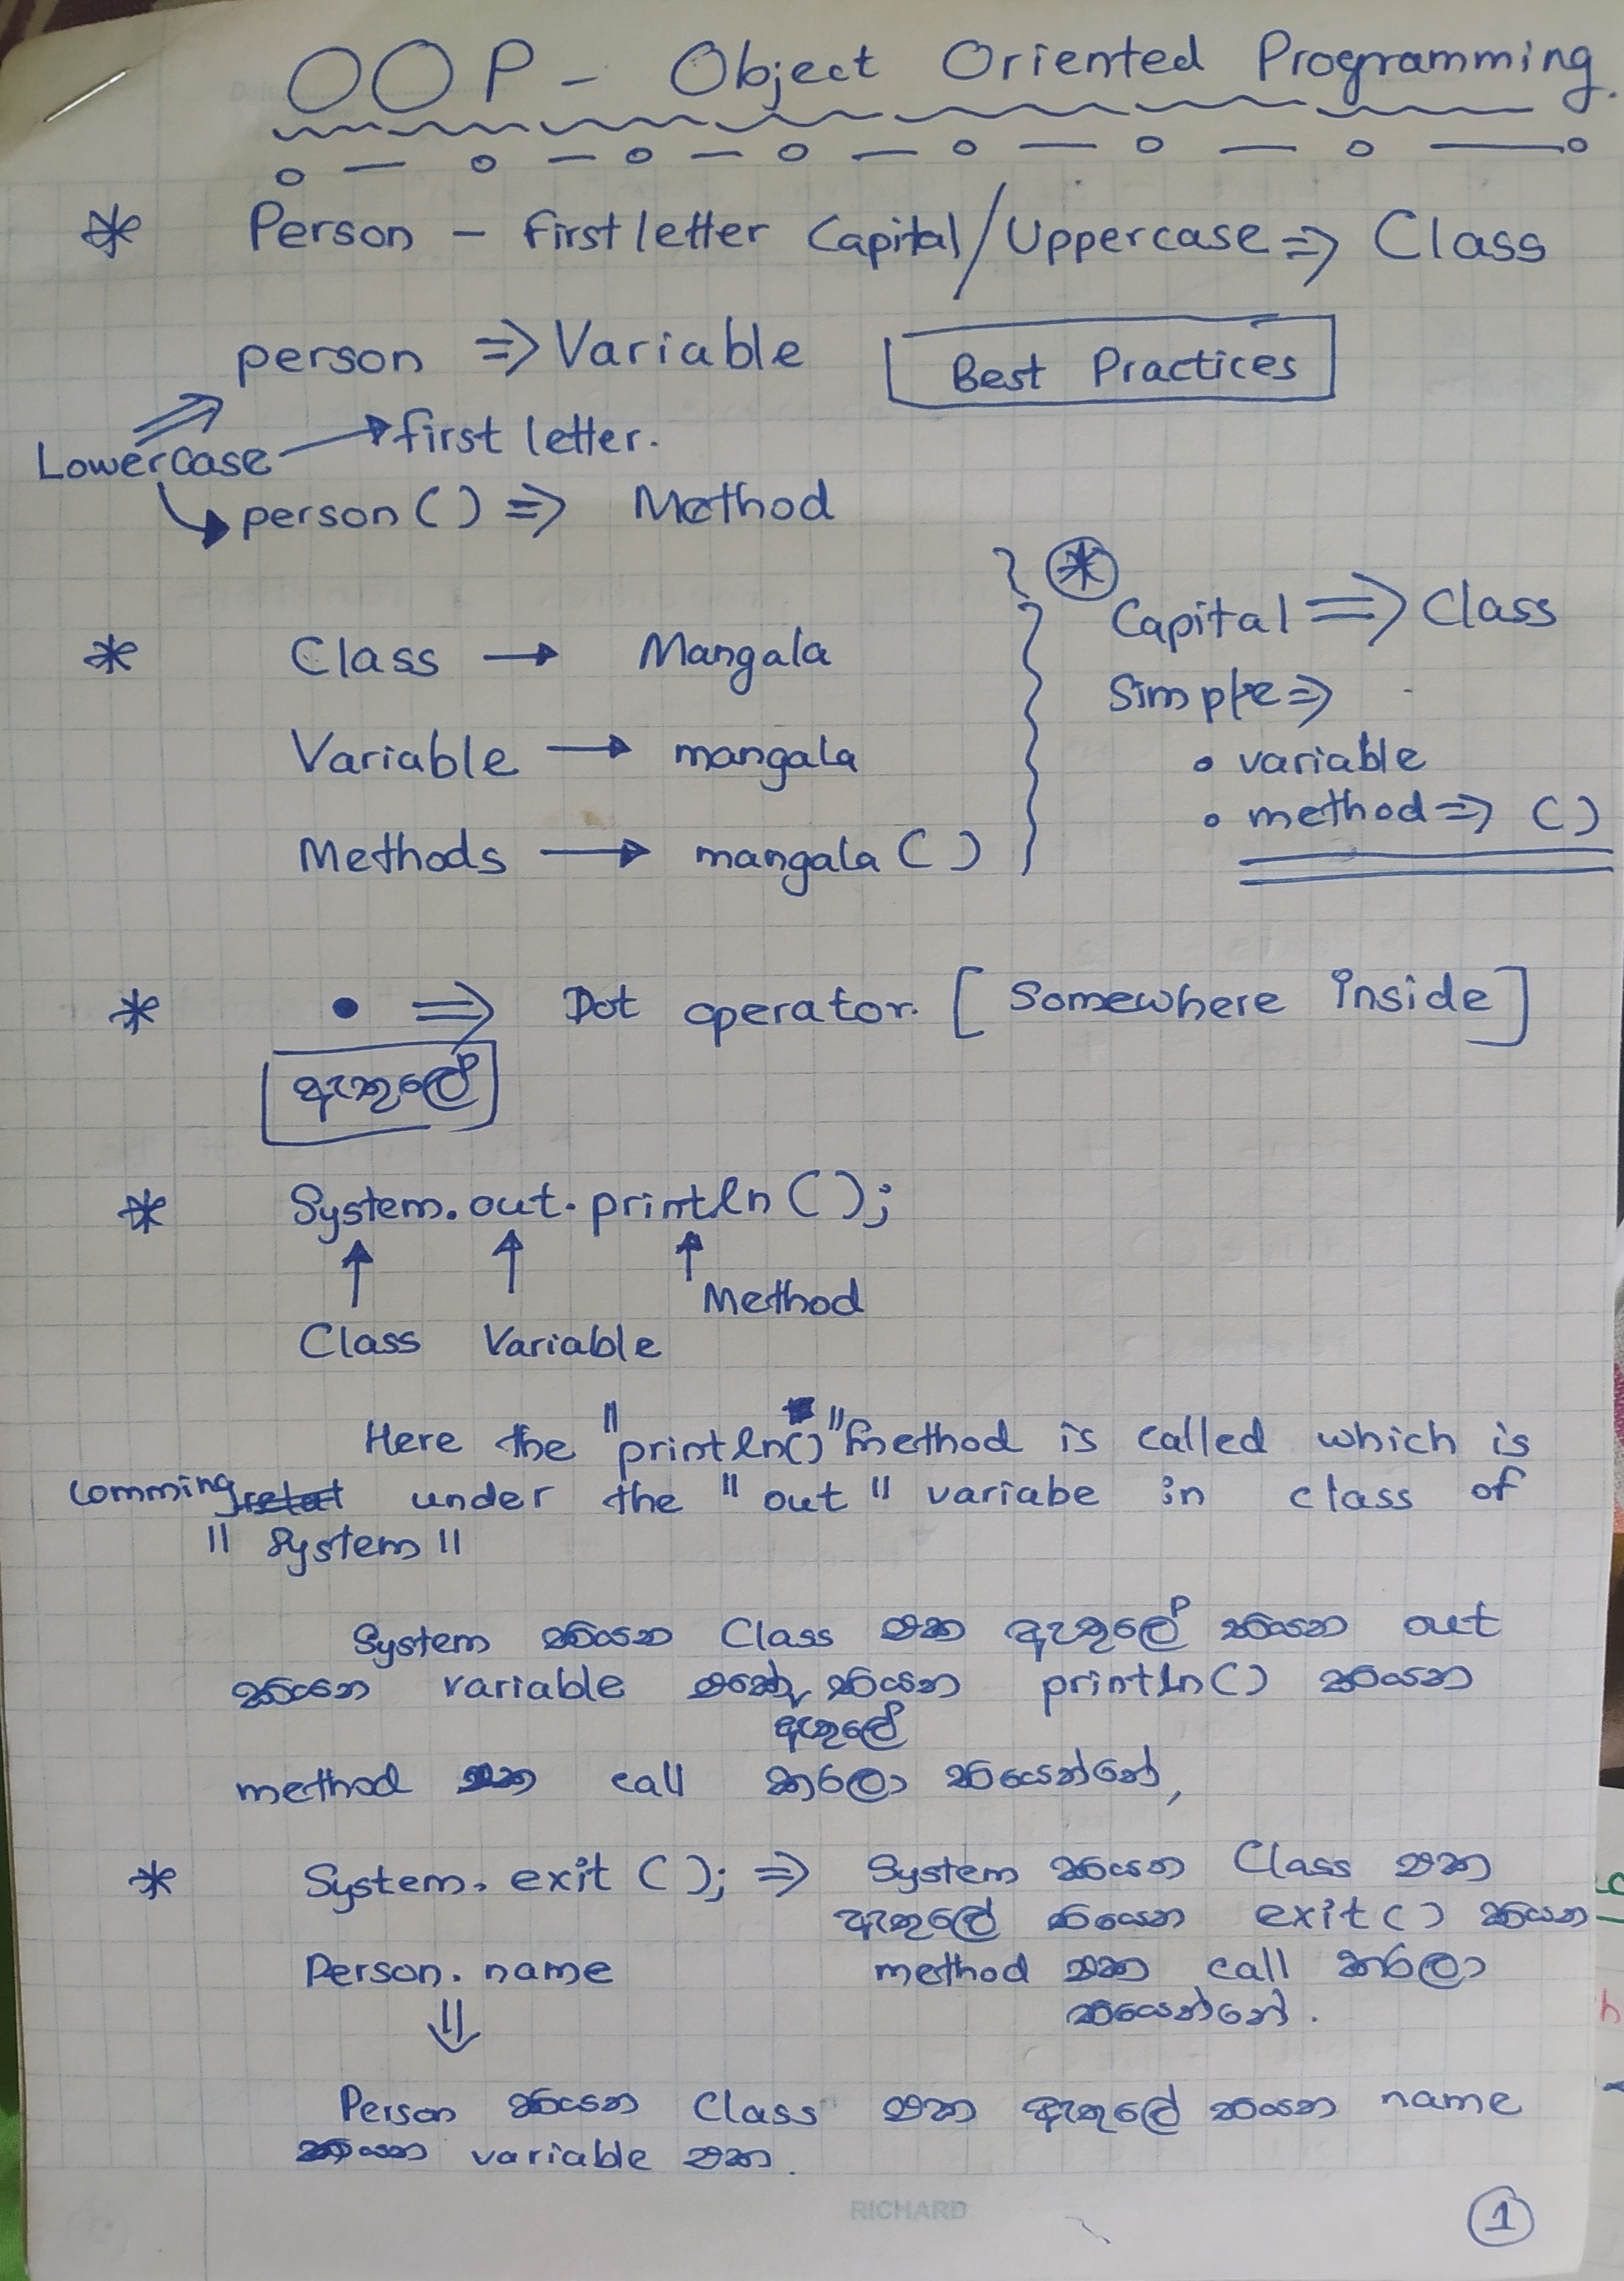 OOP - Object Oriented Programming.
* Person - first letter Capital/Uppercase ⇒ Class
person ⇒ Variable
Best Practices
Lowercase → first letter.
person() ⇒ Method
* Class → Mangala
Variable → mangala
Methods → mangala()
* Capital ⇒ Class
Simple ⇒
• variable
• method ⇒ ()
* • ⇒ Dot operator. [Somewhere inside]
ඇතුලේ
* System.out.println();
Class Variable Method
Here the "println()" method is called which is
comming under the "out" variabe in class of
"System"
System කියන Class එක ඇතුලේ තියන out
කියන variable එකේ ඇතුලේ තියන println() කියන
method එක call කරලා තියෙන්නේ,
* System.exit(); ⇒ System කියන Class එක
ඇතුලේ තියෙන exit() කියන
method එක call කරලා
තියෙන්නේ.
Person.name
⇓
Person කියන Class එක ඇතුලේ තියන name
කියන variable එක.
RICHARD
1